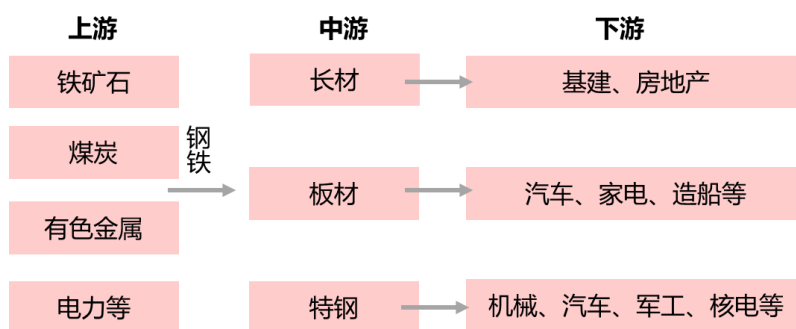 上游
中游
下游
铁矿石
长材
基建、房地产
煤炭
钢铁
板材
汽车、家电、造船等
有色金属
电力等
特钢
机械、汽车、军工、核电等